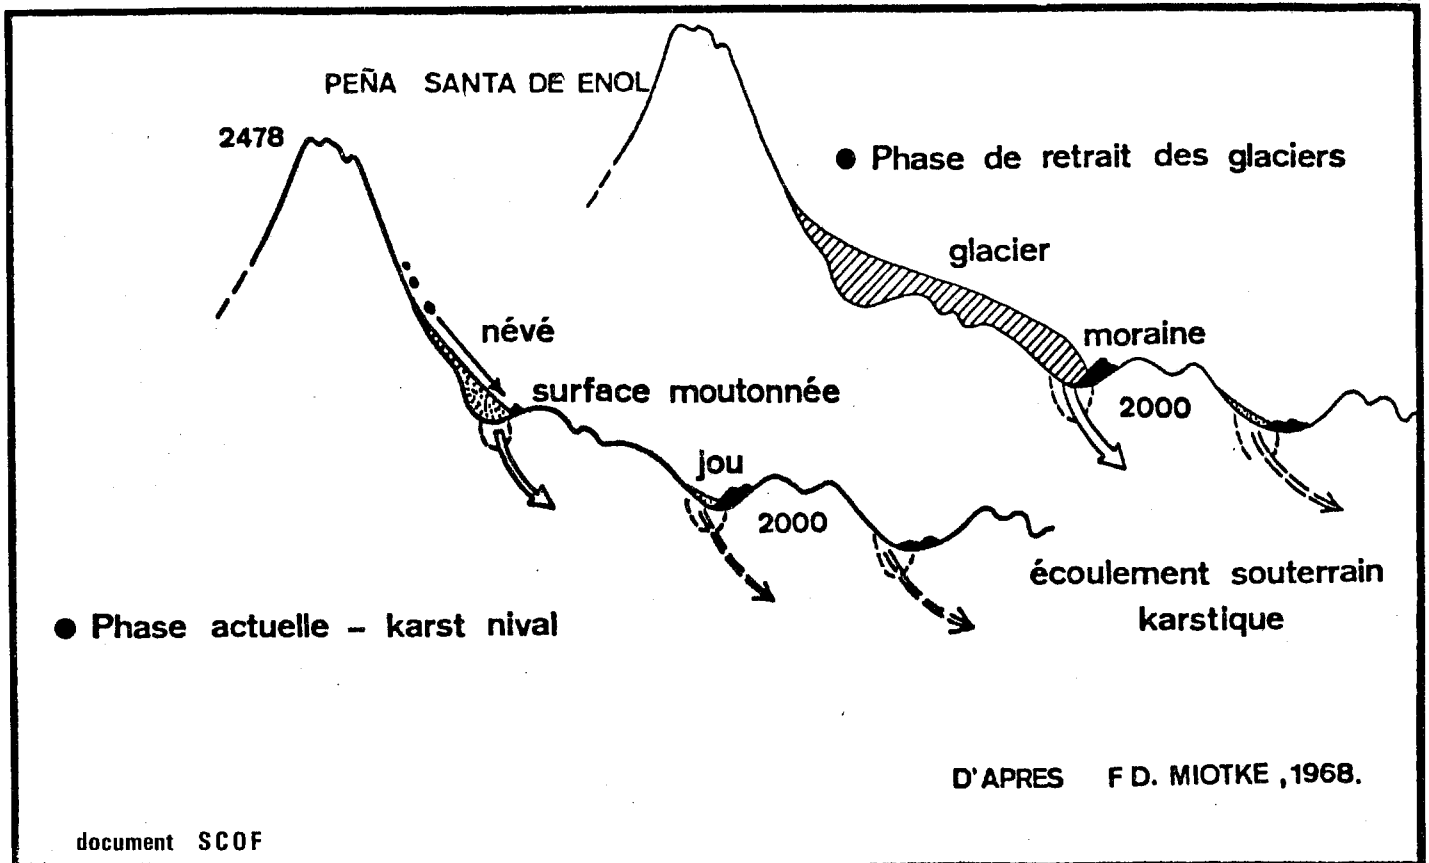 PEÑA SANTA DE ENOL
2478
● Phase de retrait des glaciers
glacier
névé
moraine
surface moutonnée
2000
jou
2000
écoulement souterrain
karstique
● Phase actuelle – karst nival
D'APRES F D. MIOTKE , 1968.
document SCOF